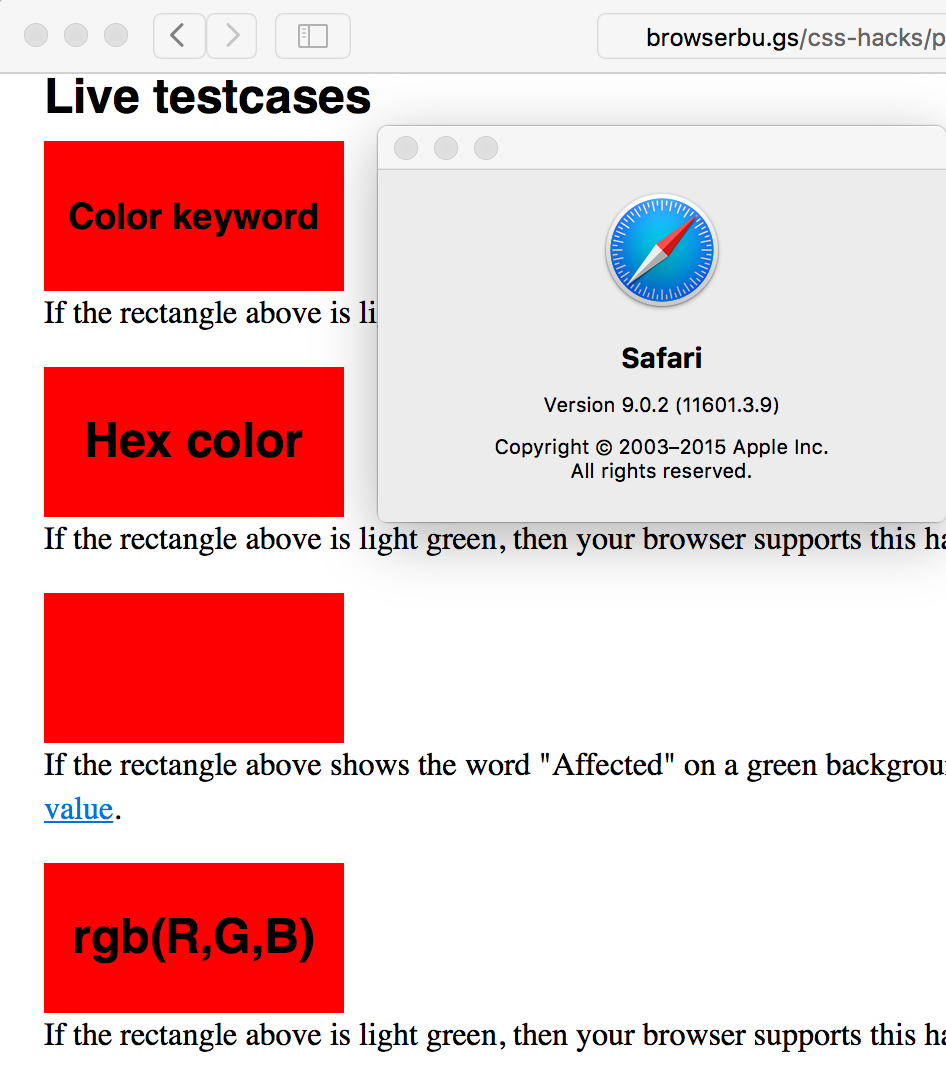 browserbu.gs/css-hacks/p
Live testcases
Color keyword
If the rectangle above is li
Safari
Version 9.0.2 (11601.3.9)
Copyright © 2003–2015 Apple Inc.
All rights reserved.
Hex color
If the rectangle above is light green, then your browser supports this ha
If the rectangle above shows the word "Affected" on a green backgrou
value.
rgb(R,G,B)
If the rectangle above is light green, then your browser supports this ha